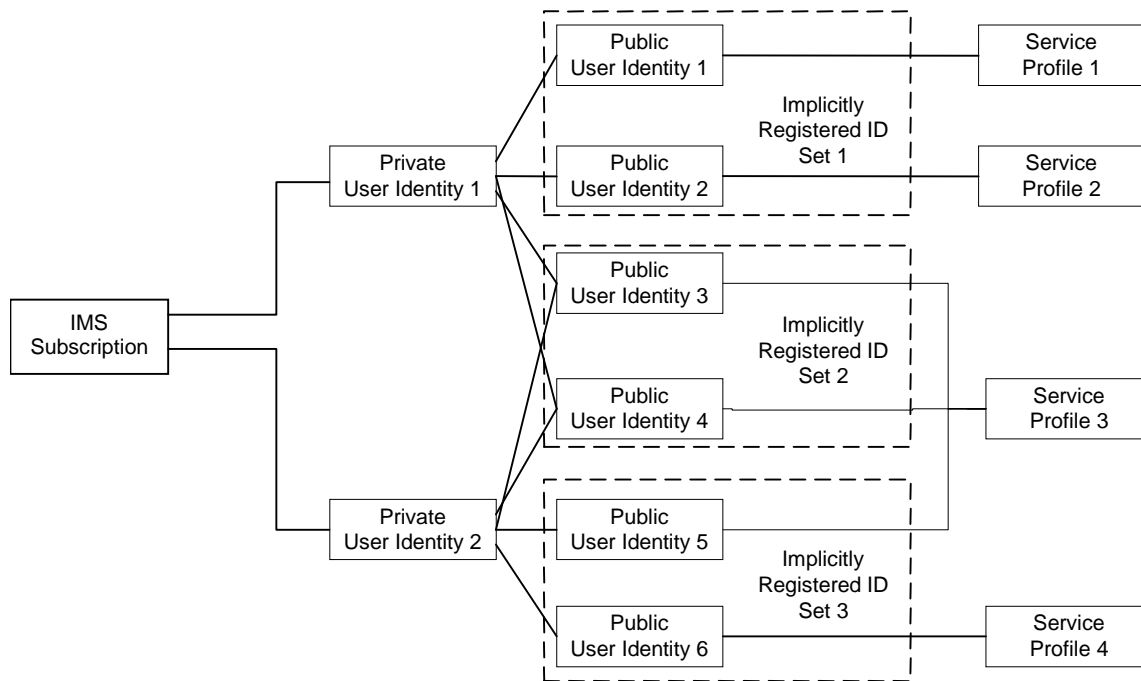 Public
User Identity 1
Service
Profile 1
Implicitly
Registered ID
Set 1
Private
User Identity 1
Public
User Identity 2
Service
Profile 2
Public
User Identity 3
IMS
Subscription
Implicitly
Registered ID
Set 2
Public
User Identity 4
Service
Profile 3
Private
User Identity 2
Public
User Identity 5
Implicitly
Registered ID
Set 3
Public
User Identity 6
Service
Profile 4